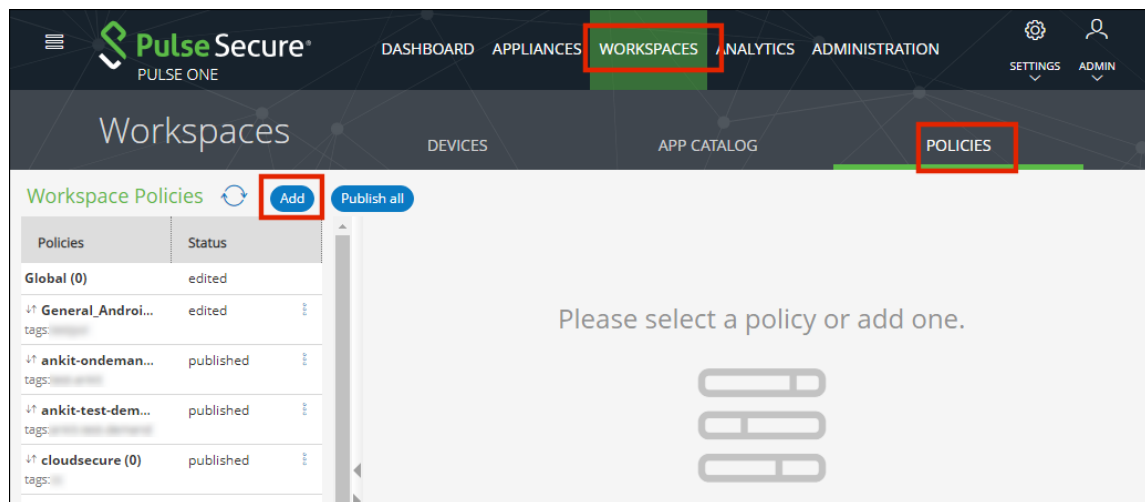 Pulse Secure®
PULSE ONE
DASHBOARD APPLIANCES WORKSPACES ANALYTICS ADMINISTRATION
SETTINGS ADMIN
Workspaces
DEVICES APP CATALOG POLICIES
Workspace Policies Add Publish all
Policies Status
Global (0) edited
General_Androi... edited
tags:
ankit-ondeman... published
tags:
ankit-test-dem... published
tags:
cloudsecure (0) published
tags:
Please select a policy or add one.